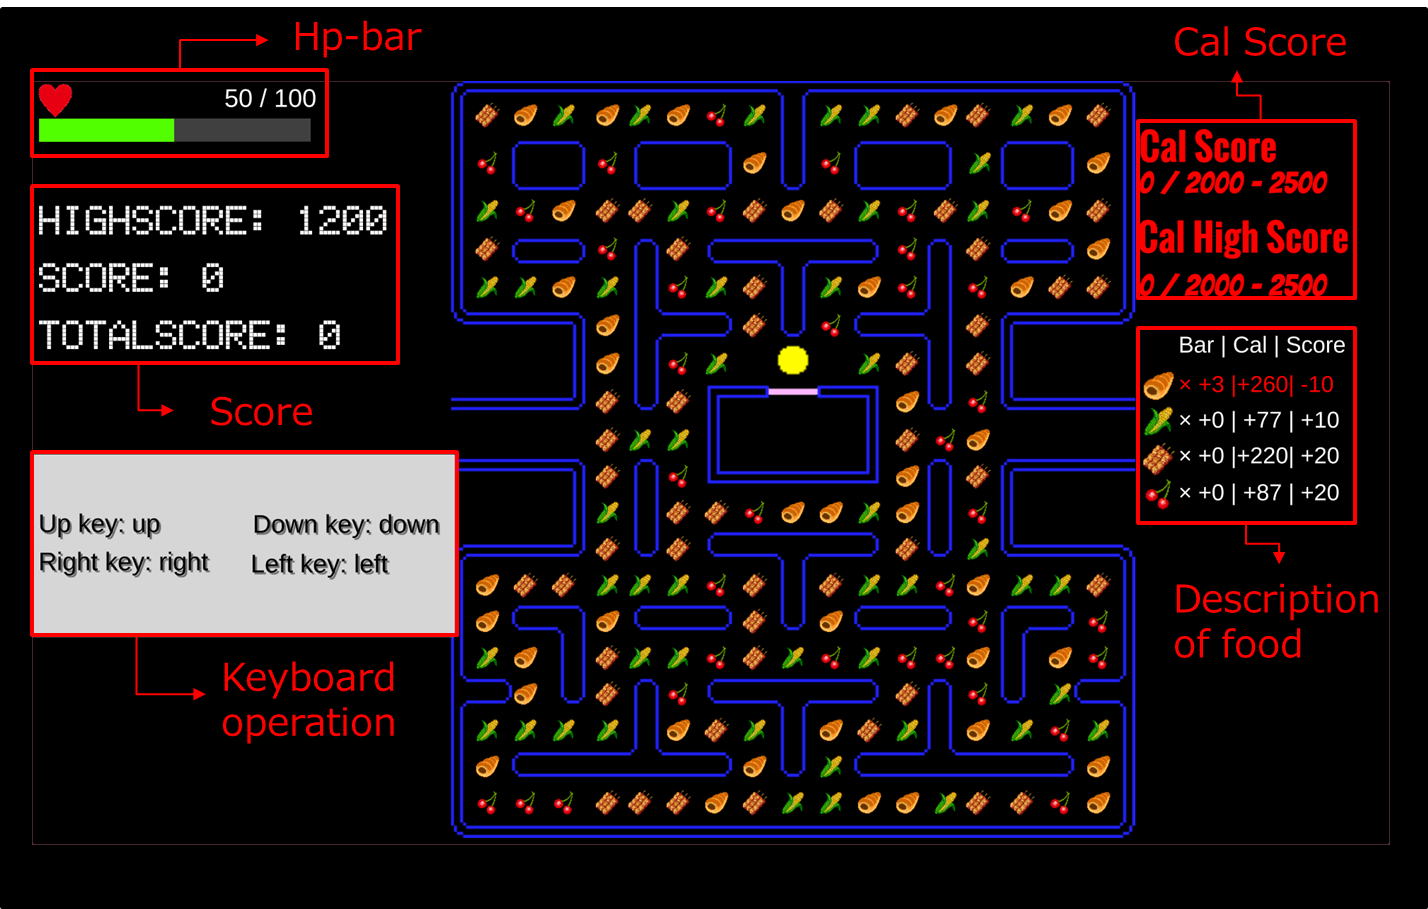 Hp-bar
50 / 100
HIGHSCORE: 1200
SCORE: 0
TOTALSCORE: 0
Score
Up key: up Down key: down
Right key: right Left key: left
Keyboard
operation
Cal Score
Cal Score
0 / 2000 - 2500
Cal High Score
0 / 2000 - 2500
Bar | Cal | Score
× +3 |+260| -10
× +0 | +77 | +10
× +0 |+220| +20
× +0 | +87 | +20
Description
of food